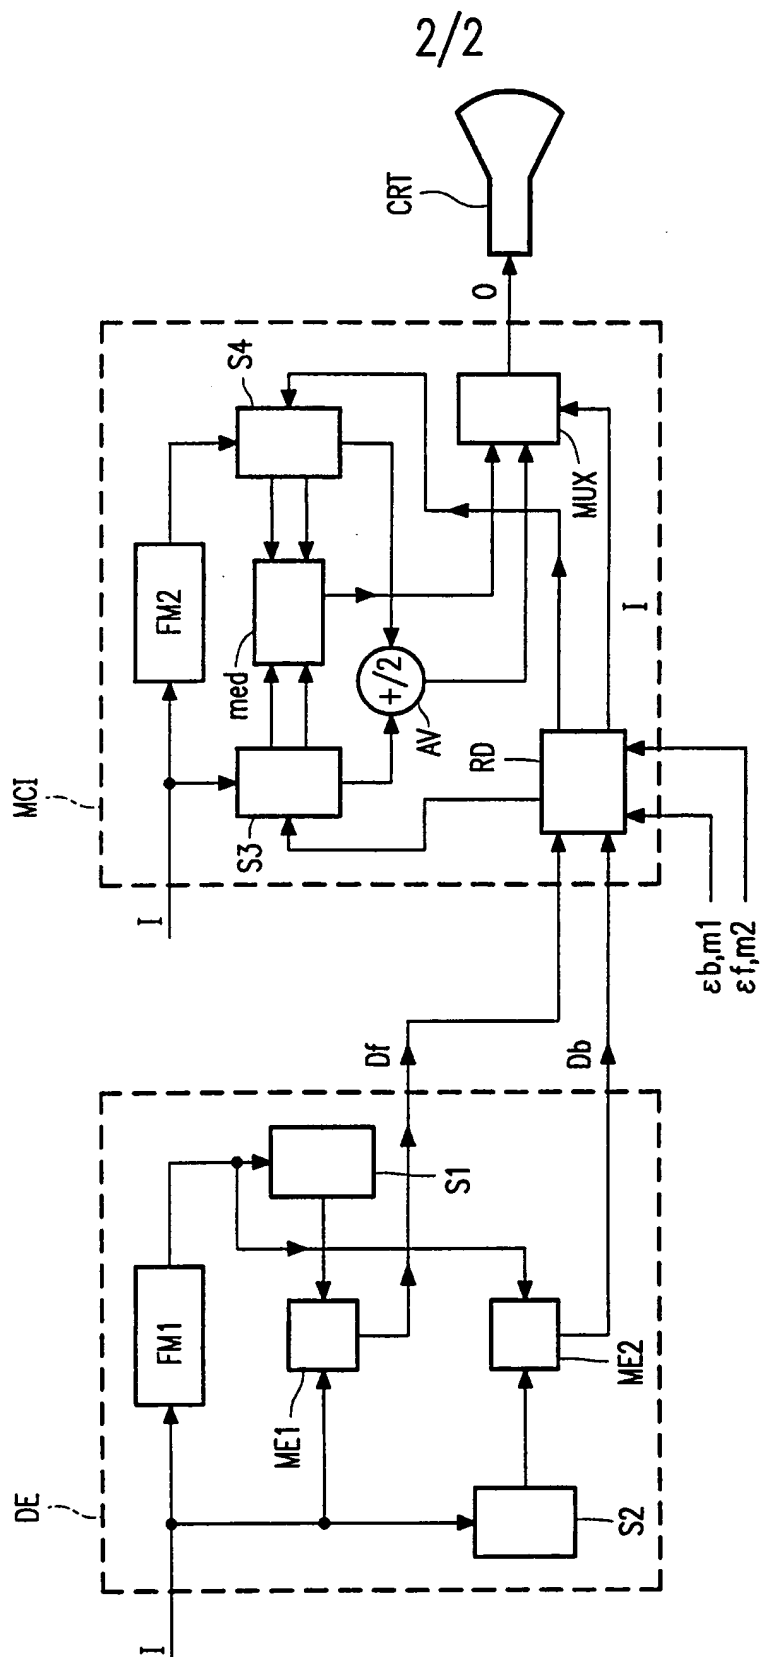 2/2
CRT
O
MCI
I
FM2
S4
med
S3
+/2
AV
RD
MUX
I
εb,m1
εf,m2
Df
Db
DE
I
FM1
S1
ME1
ME2
S2